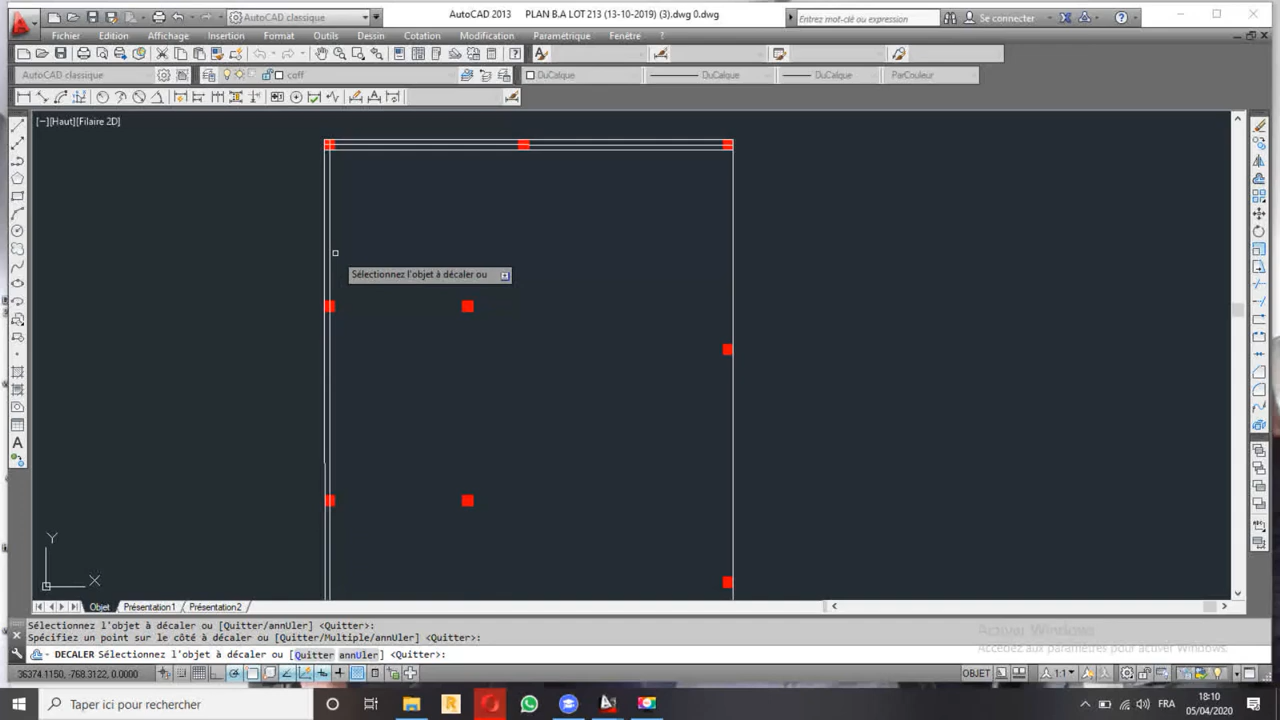 AutoCAD classique
AutoCAD 2013 PLAN B.A LOT 213 (13-10-2019) (3).dwg 0.dwg
Entrez mot-clé ou expression
Se connecter
Fichier Edition Affichage Insertion Format Outils Dessin Cotation Modification Paramétrique Fenêtre ?
AutoCAD classique
coff
DuCalque DuCalque DuCalque ParCouleur
[−][Haut][Filaire 2D]
Sélectionnez l'objet à décaler ou
Y
X
Objet Présentation1 Présentation2
Sélectionnez l'objet à décaler ou [Quitter/annUler] <Quitter>:
Spécifiez un point sur le côté à décaler ou [Quitter/Multiple/annUler] <Quitter>:
DECALER Sélectionnez l'objet à décaler ou [Quitter annUler] <Quitter>:
Activer Windows
Accédez aux paramètres pour activer Windows.
36374.1150, -768.3122, 0.0000
OBJET
1:1
Taper ici pour rechercher
FRA
18:10
05/04/2020